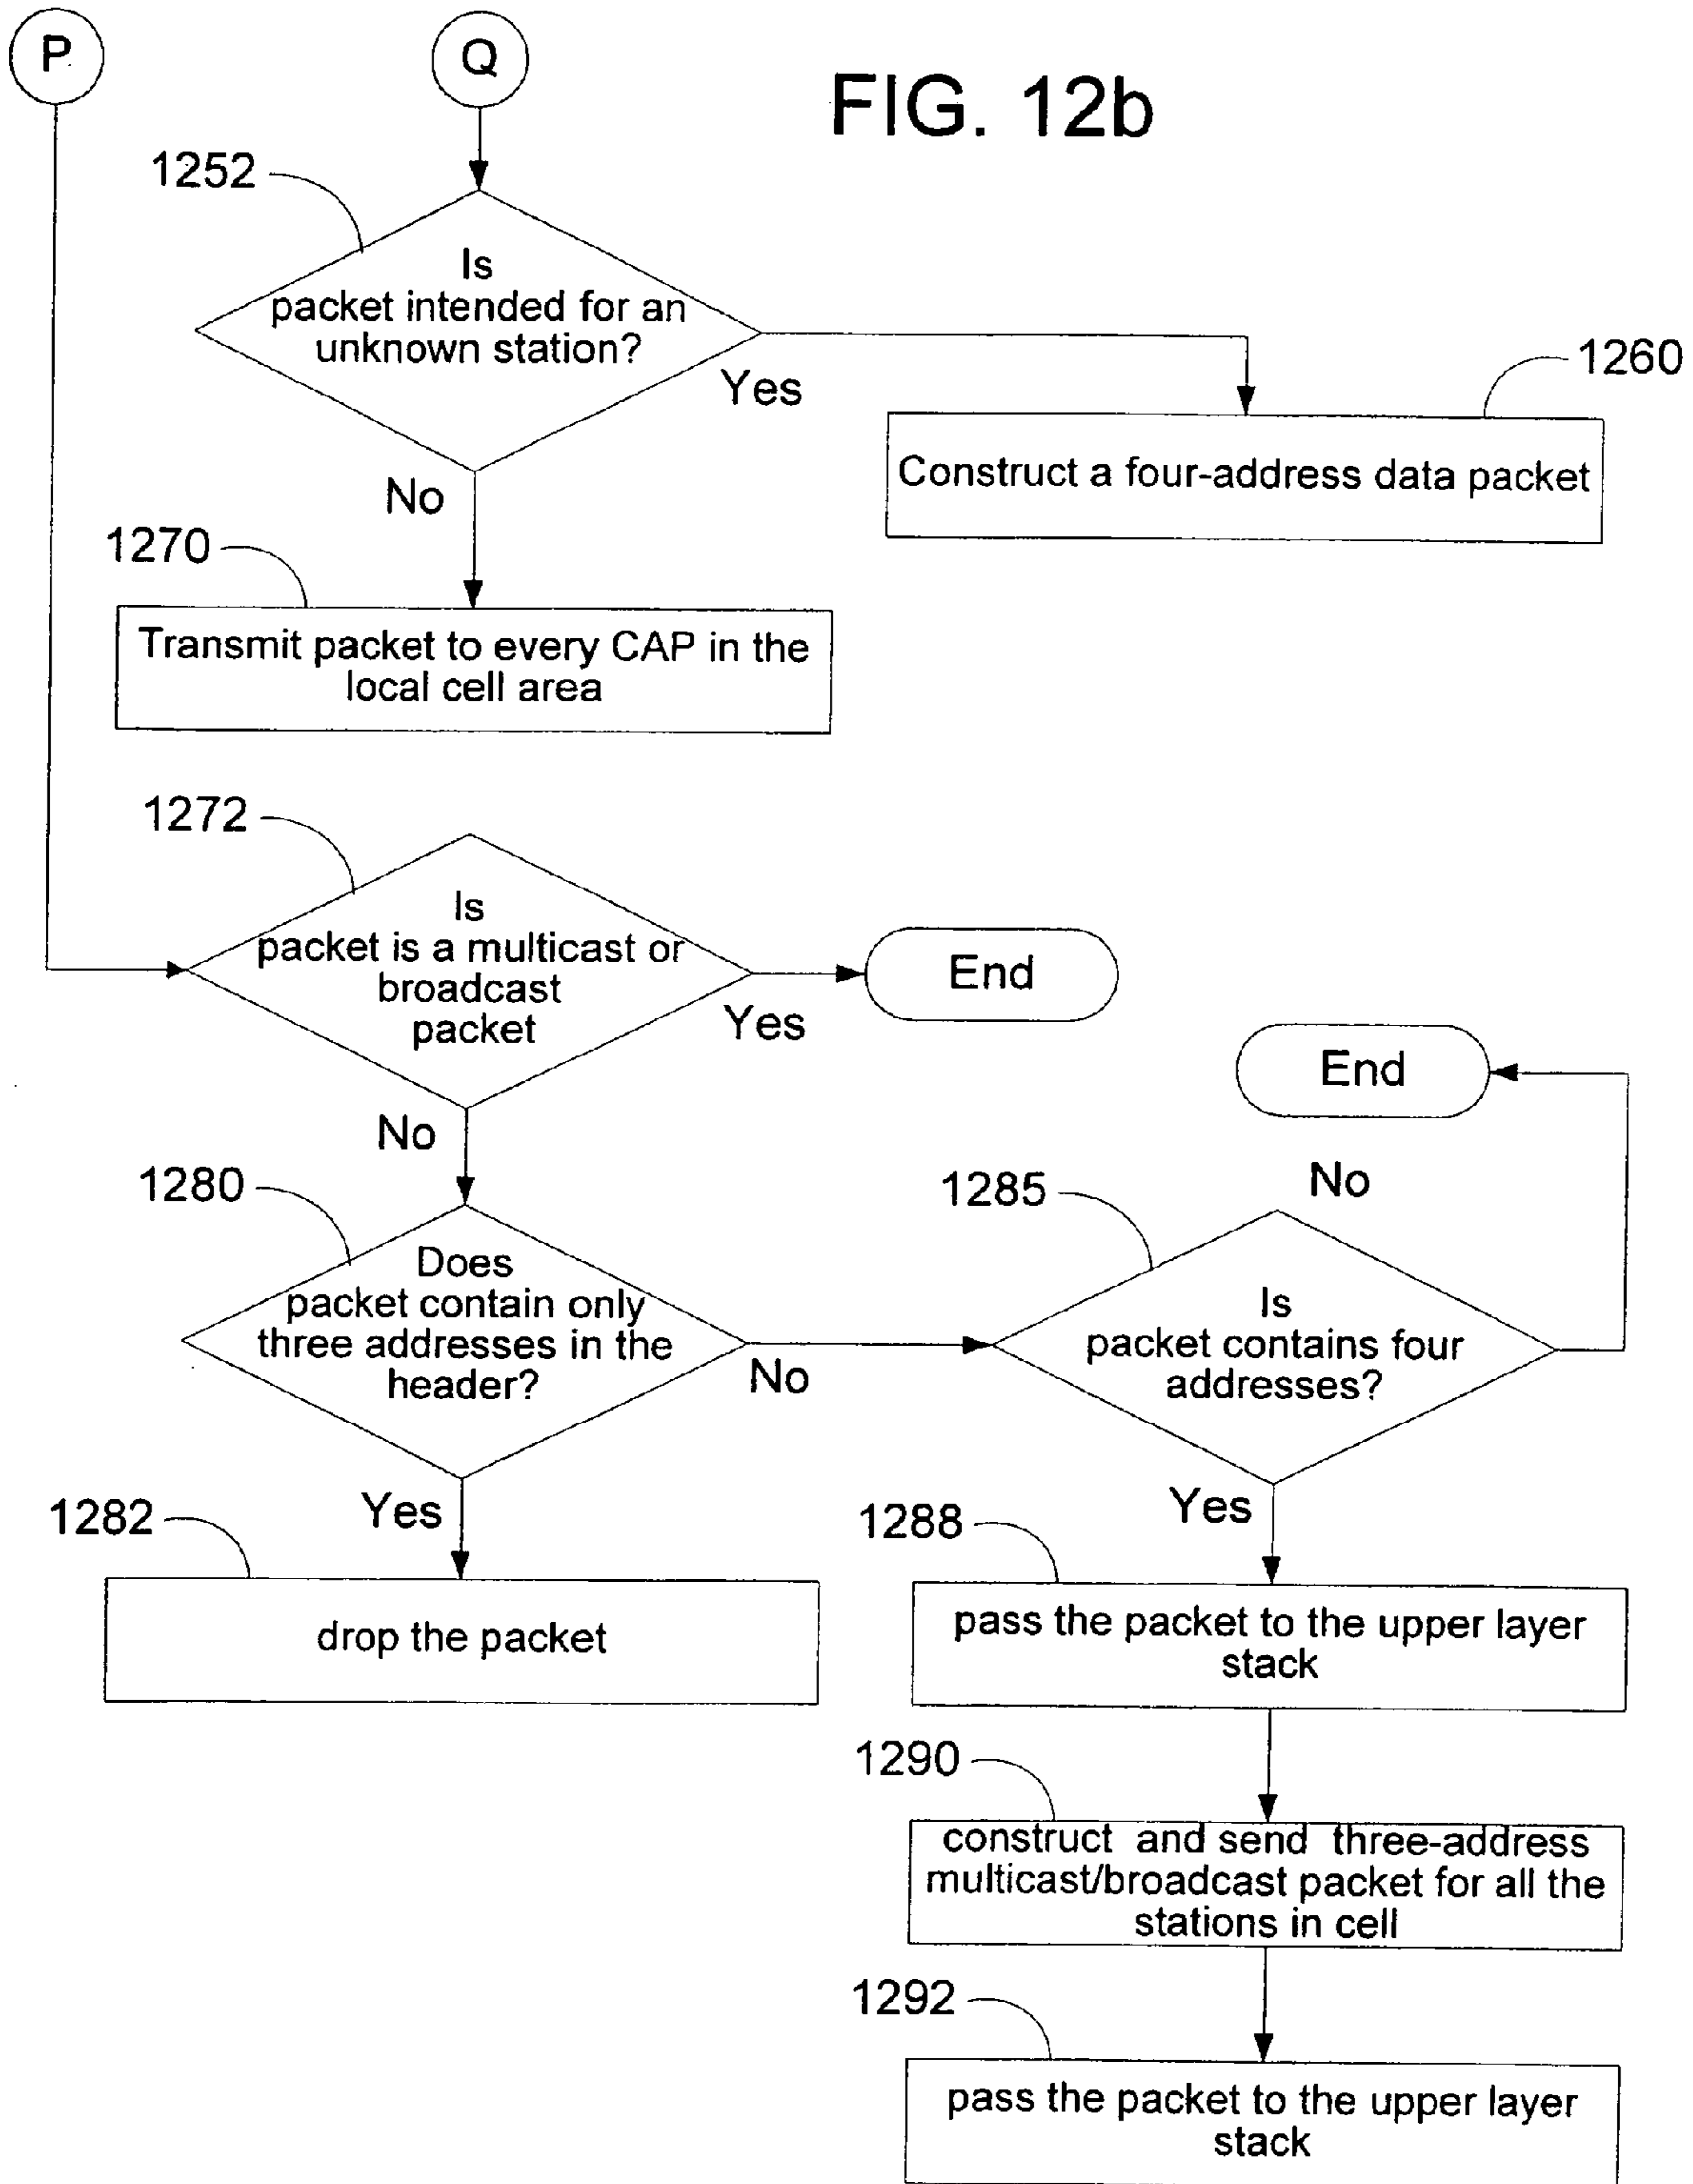 P
Q
FIG. 12b
1252
Is
packet intended for an
unknown station?
Yes
1260
Construct a four-address data packet
No
1270
Transmit packet to every CAP in the
local cell area
1272
Is
packet is a multicast or
broadcast
packet
Yes
End
End
No
No
1280
1285
Does
packet contain only
three addresses in the
header?
No
Is
packet contains four
addresses?
Yes
Yes
1282
1288
drop the packet
pass the packet to the upper layer
stack
1290
construct and send three-address
multicast/broadcast packet for all the
stations in cell
1292
pass the packet to the upper layer
stack